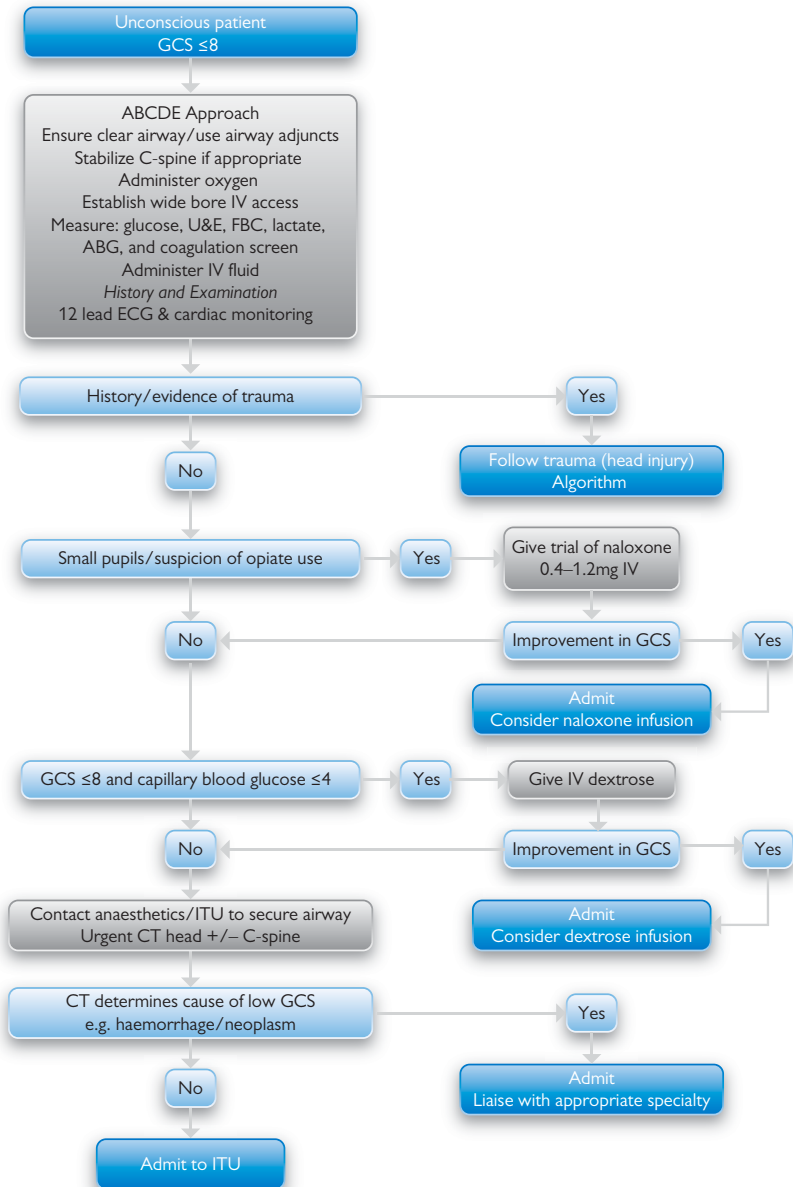 Unconscious patient
GCS ≤8
ABCDE Approach
Ensure clear airway/use airway adjuncts
Stabilize C-spine if appropriate
Administer oxygen
Establish wide bore IV access
Measure: glucose, U&E, FBC, lactate,
ABG, and coagulation screen
Administer IV fluid
History and Examination
12 lead ECG & cardiac monitoring
History/evidence of trauma
Yes
No
Follow trauma (head injury)
Algorithm
Small pupils/suspicion of opiate use
Yes
Give trial of naloxone
0.4–1.2mg IV
No
Improvement in GCS
Yes
Admit
Consider naloxone infusion
GCS ≤8 and capillary blood glucose ≤4
Yes
Give IV dextrose
No
Improvement in GCS
Yes
Contact anaesthetics/ITU to secure airway
Urgent CT head +/– C-spine
Admit
Consider dextrose infusion
CT determines cause of low GCS
e.g. haemorrhage/neoplasm
Yes
No
Admit
Liaise with appropriate specialty
Admit to ITU